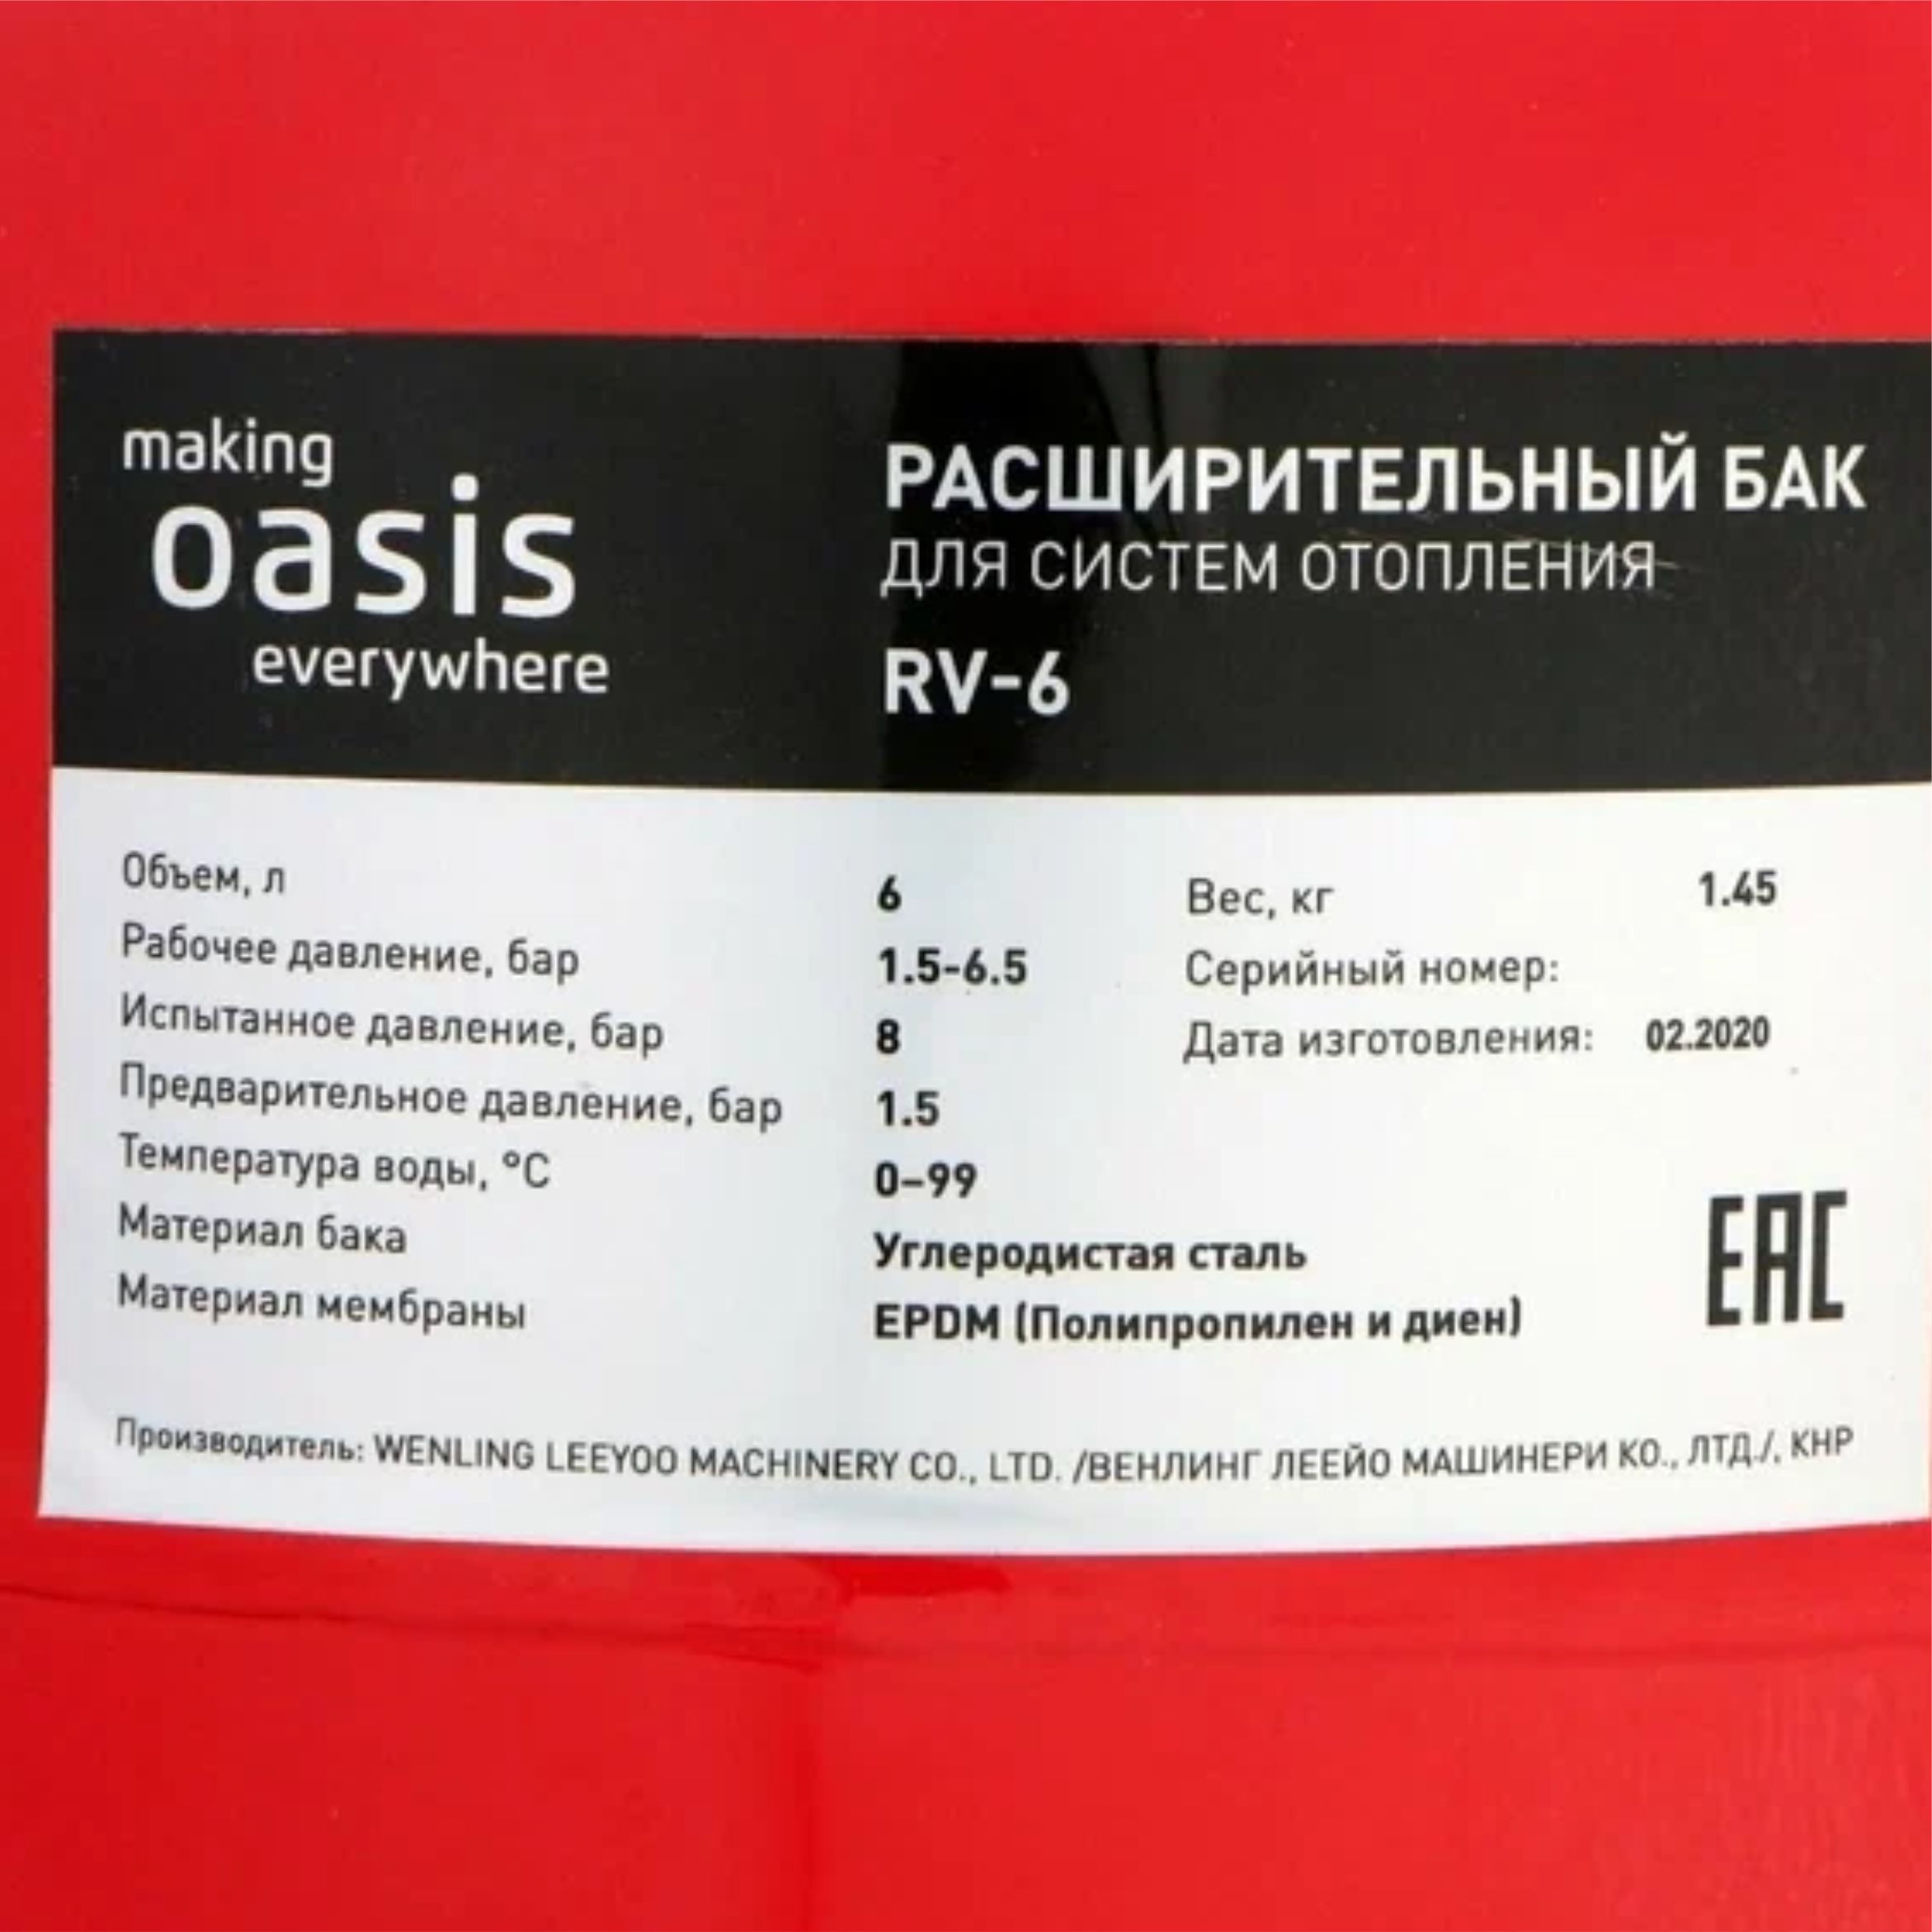 making
oasis
everywhere
РАСШИРИТЕЛЬНЫЙ БАК
ДЛЯ СИСТЕМ ОТОПЛЕНИЯ
RV-6
Объем, л 6
Рабочее давление, бар 1.5-6.5
Испытанное давление, бар 8
Предварительное давление, бар 1.5
Температура воды, °C 0–99
Материал бака Углеродистая сталь
Материал мембраны EPDM (Полипропилен и диен)
Вес, кг 1.45
Серийный номер:
Дата изготовления: 02.2020
EAC
Производитель: WENLING LEEYOO MACHINERY CO., LTD. /ВЕНЛИНГ ЛЕЕЙО МАШИНЕРИ КО., ЛТД./, КНР